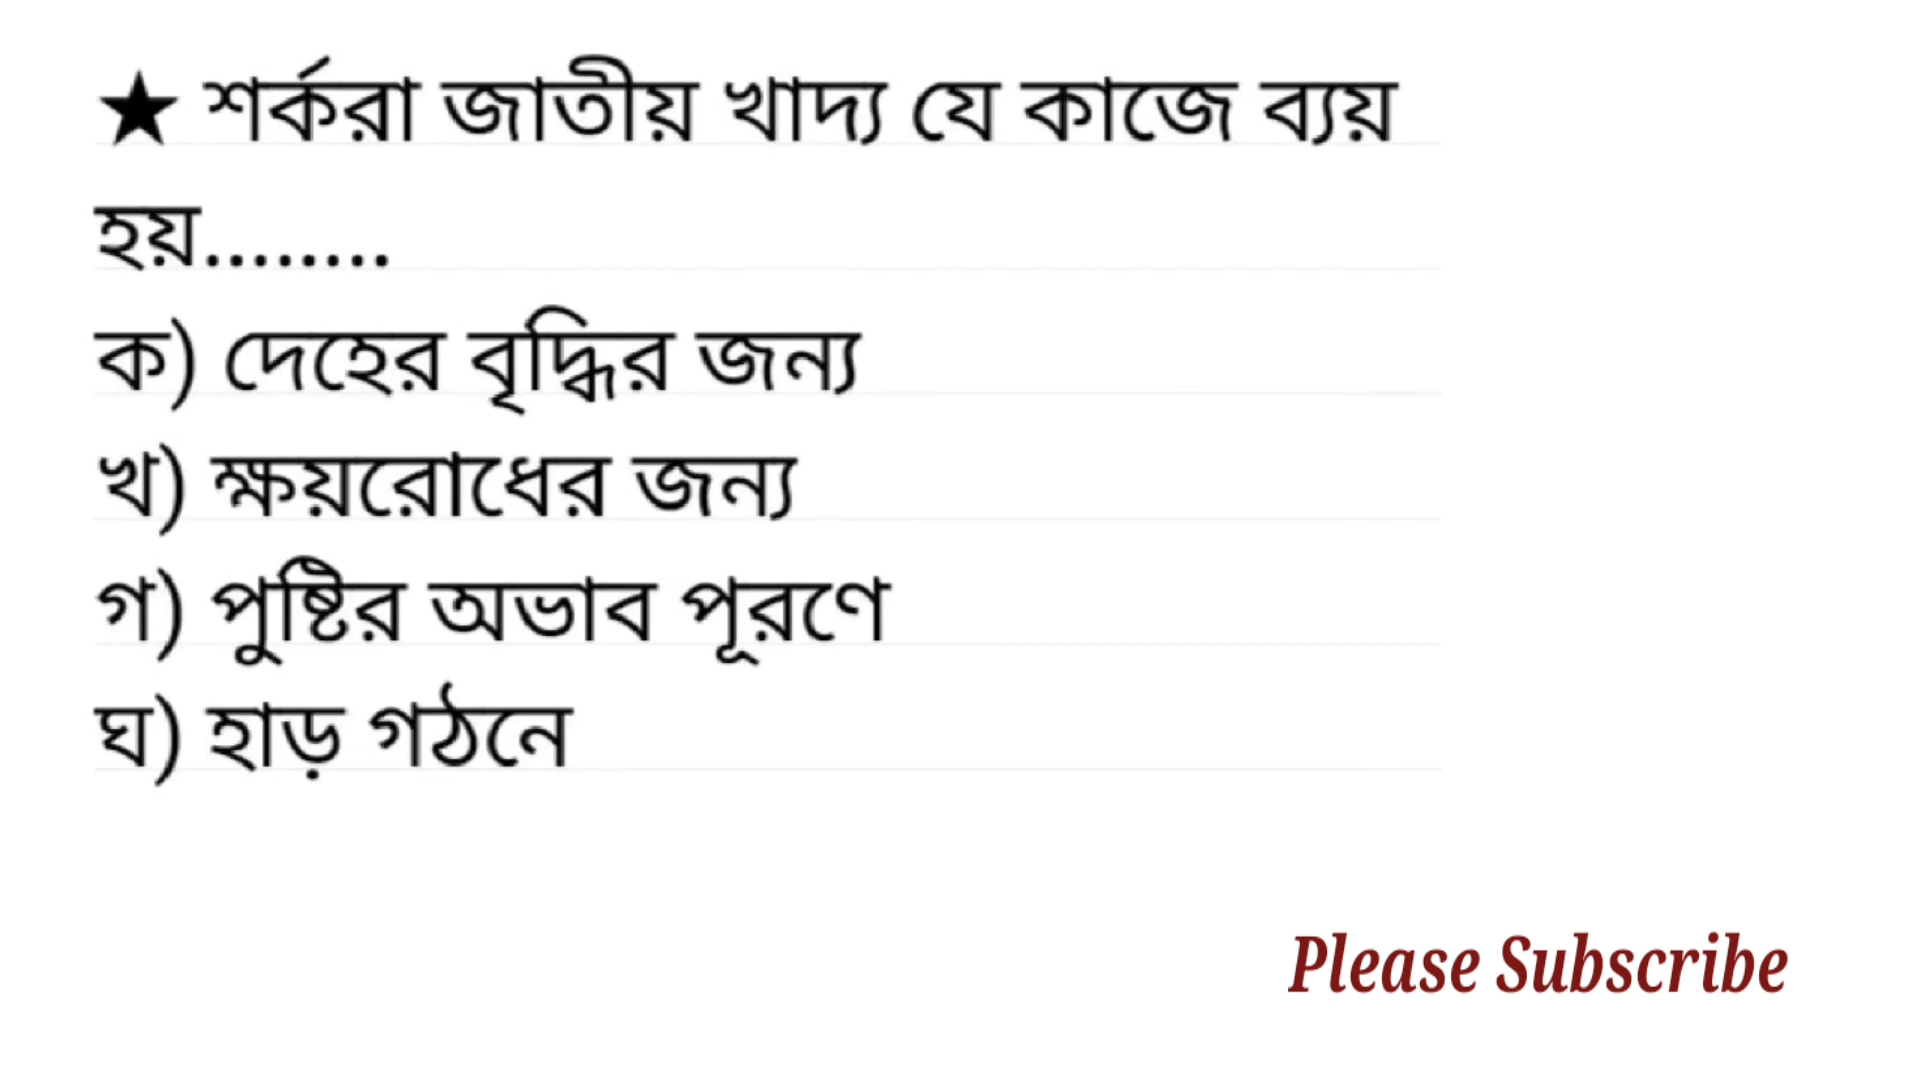 ★ শর্করা জাতীয় খাদ্য যে কাজে ব্যয়
হয়........
ক) দেহের বৃদ্ধির জন্য
খ) ক্ষয়রোধের জন্য
গ) পুষ্টির অভাব পূরণে
ঘ) হাড় গঠনে
Please Subscribe